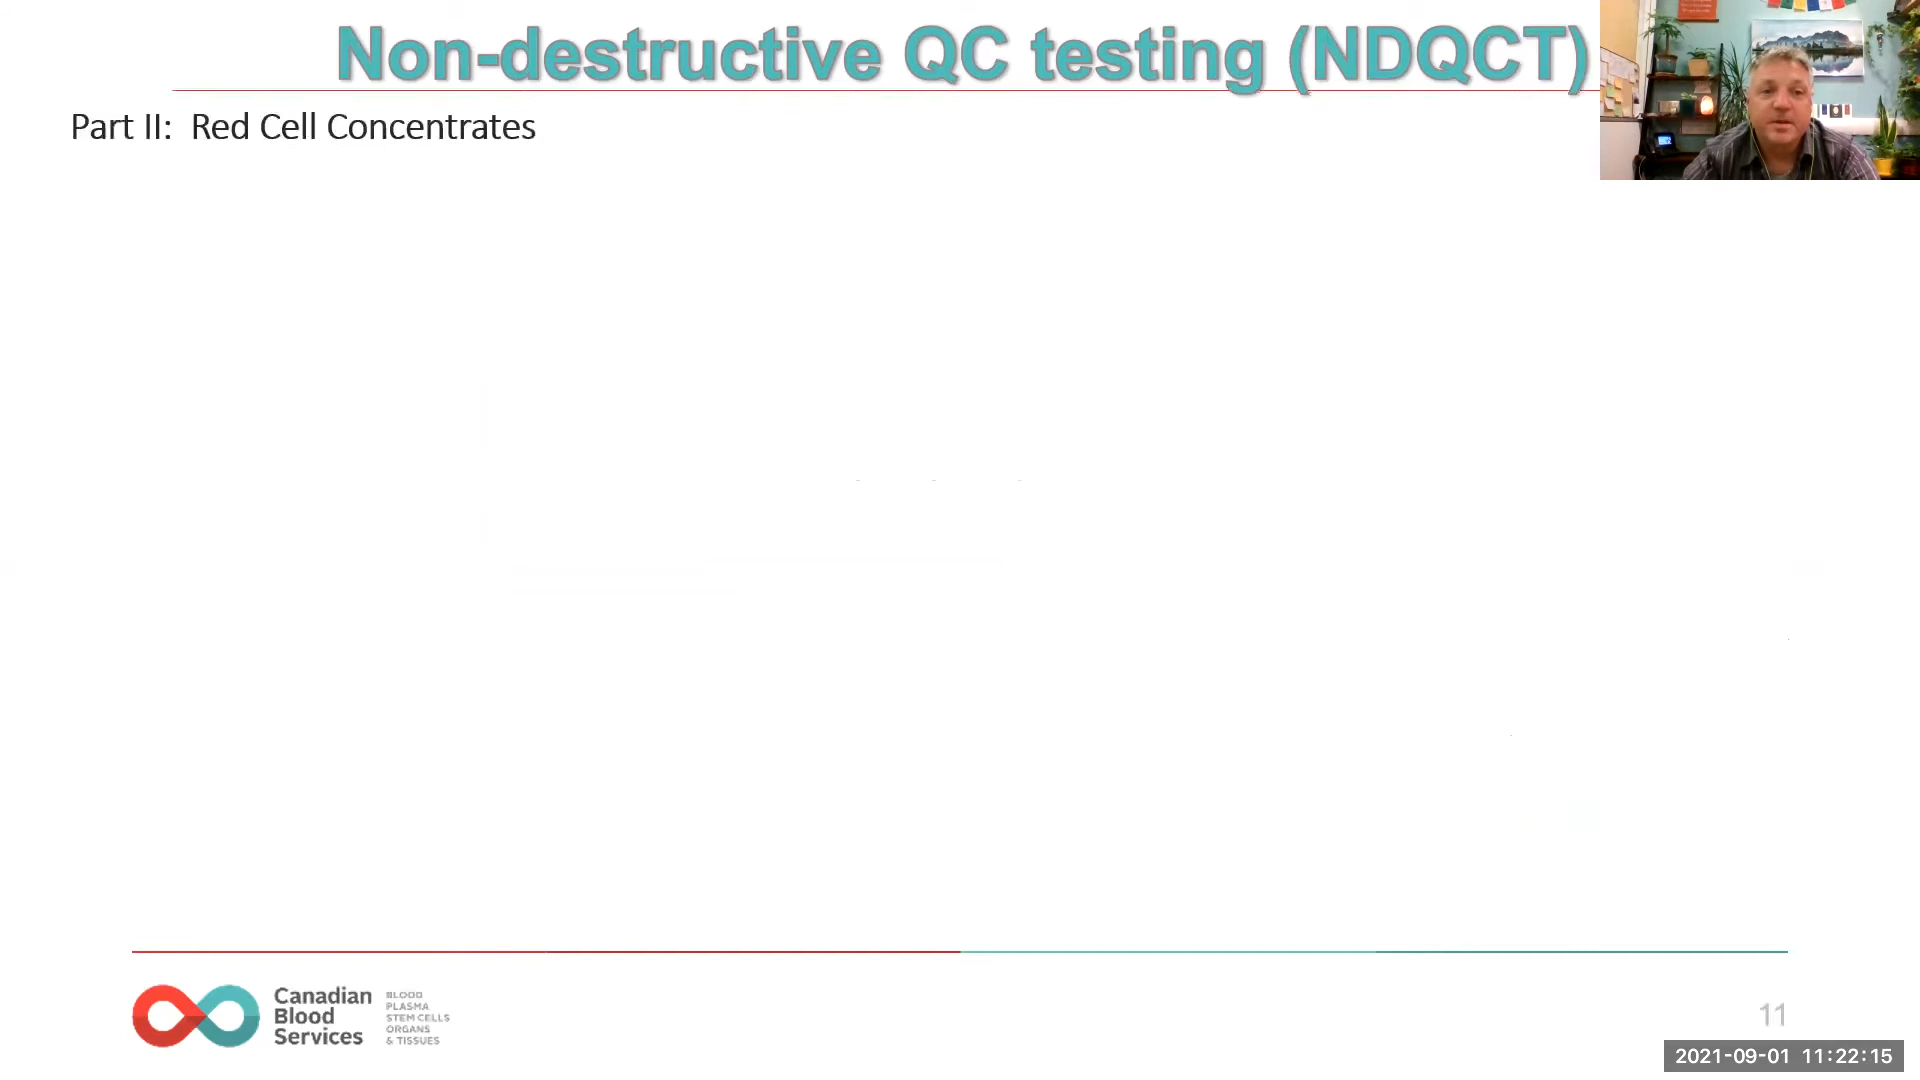 Non-destructive QC testing (NDQCT)
Part II: Red Cell Concentrates
Canadian
Blood
Services
BLOOD
PLASMA
STEM CELLS
ORGANS
& TISSUES
11
2021-09-01 11:22:15